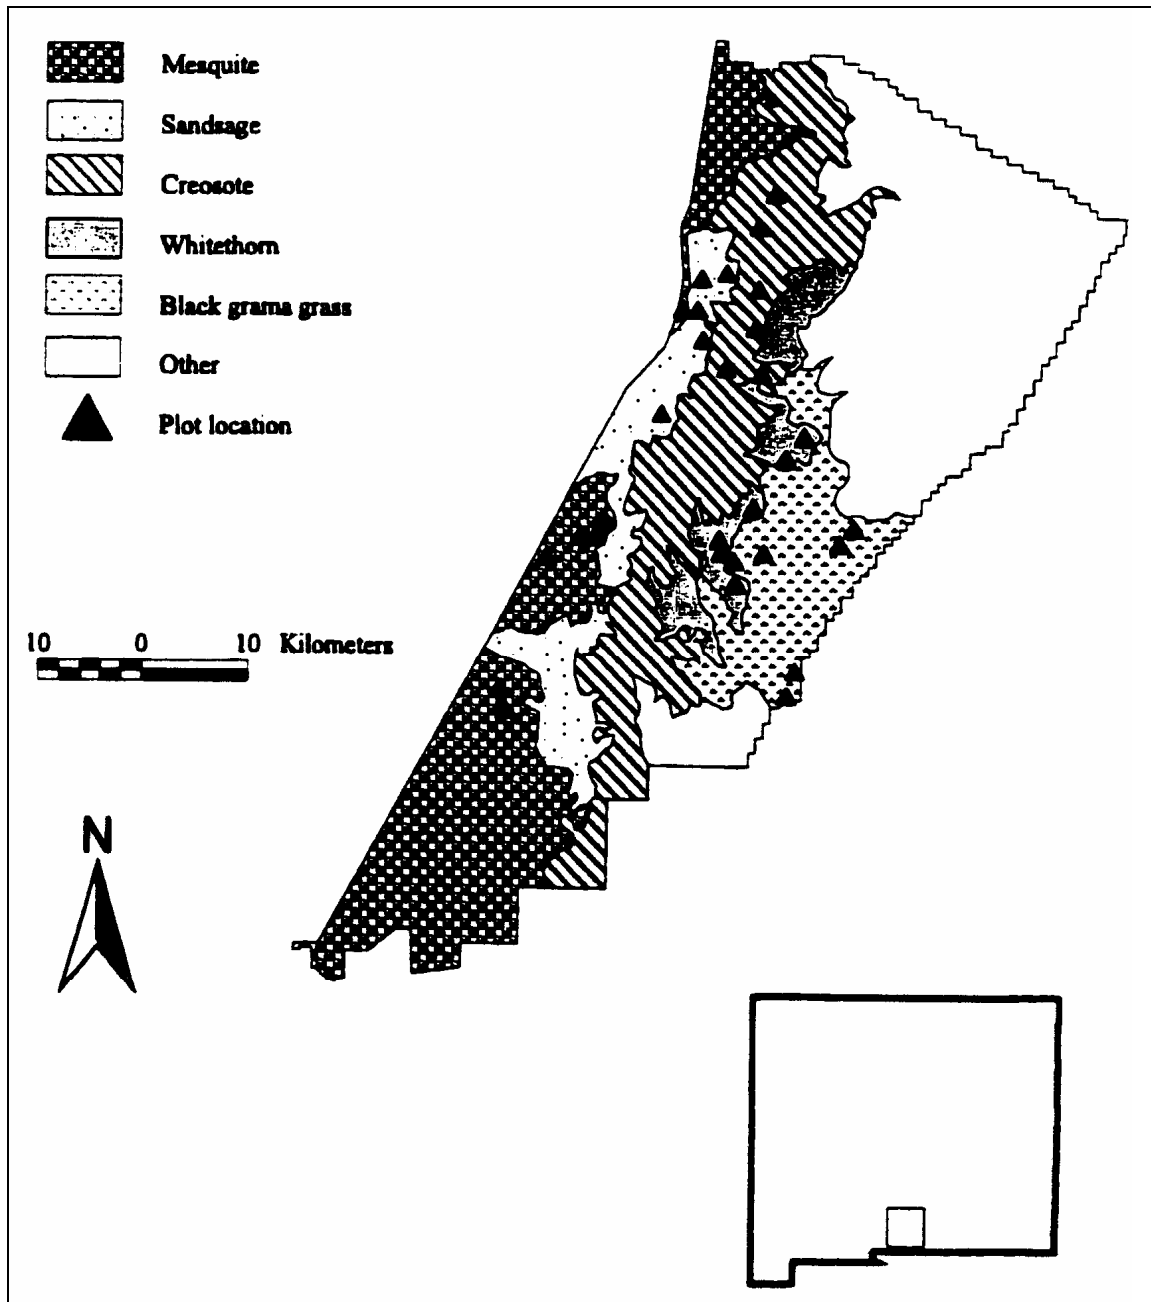 Mesquite
Sandsage
Creosote
Whitethorn
Black grama grass
Other
Plot location
10 0 10 Kilometers
N